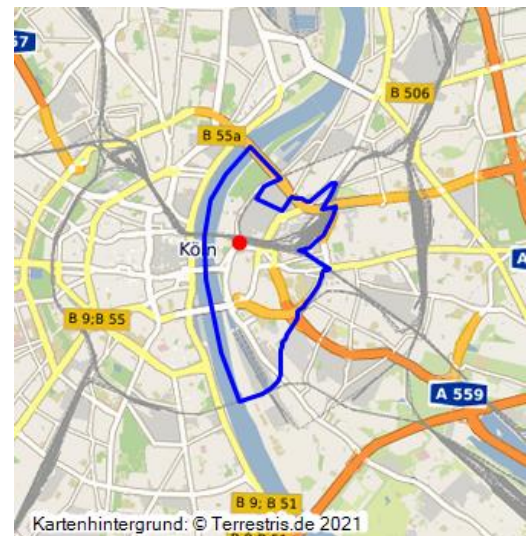 57
B 506
B 55a
Köln
A
B 9;B 55
A 559
B 9; B 51
Kartenhintergrund: © Terrestris.de 2021